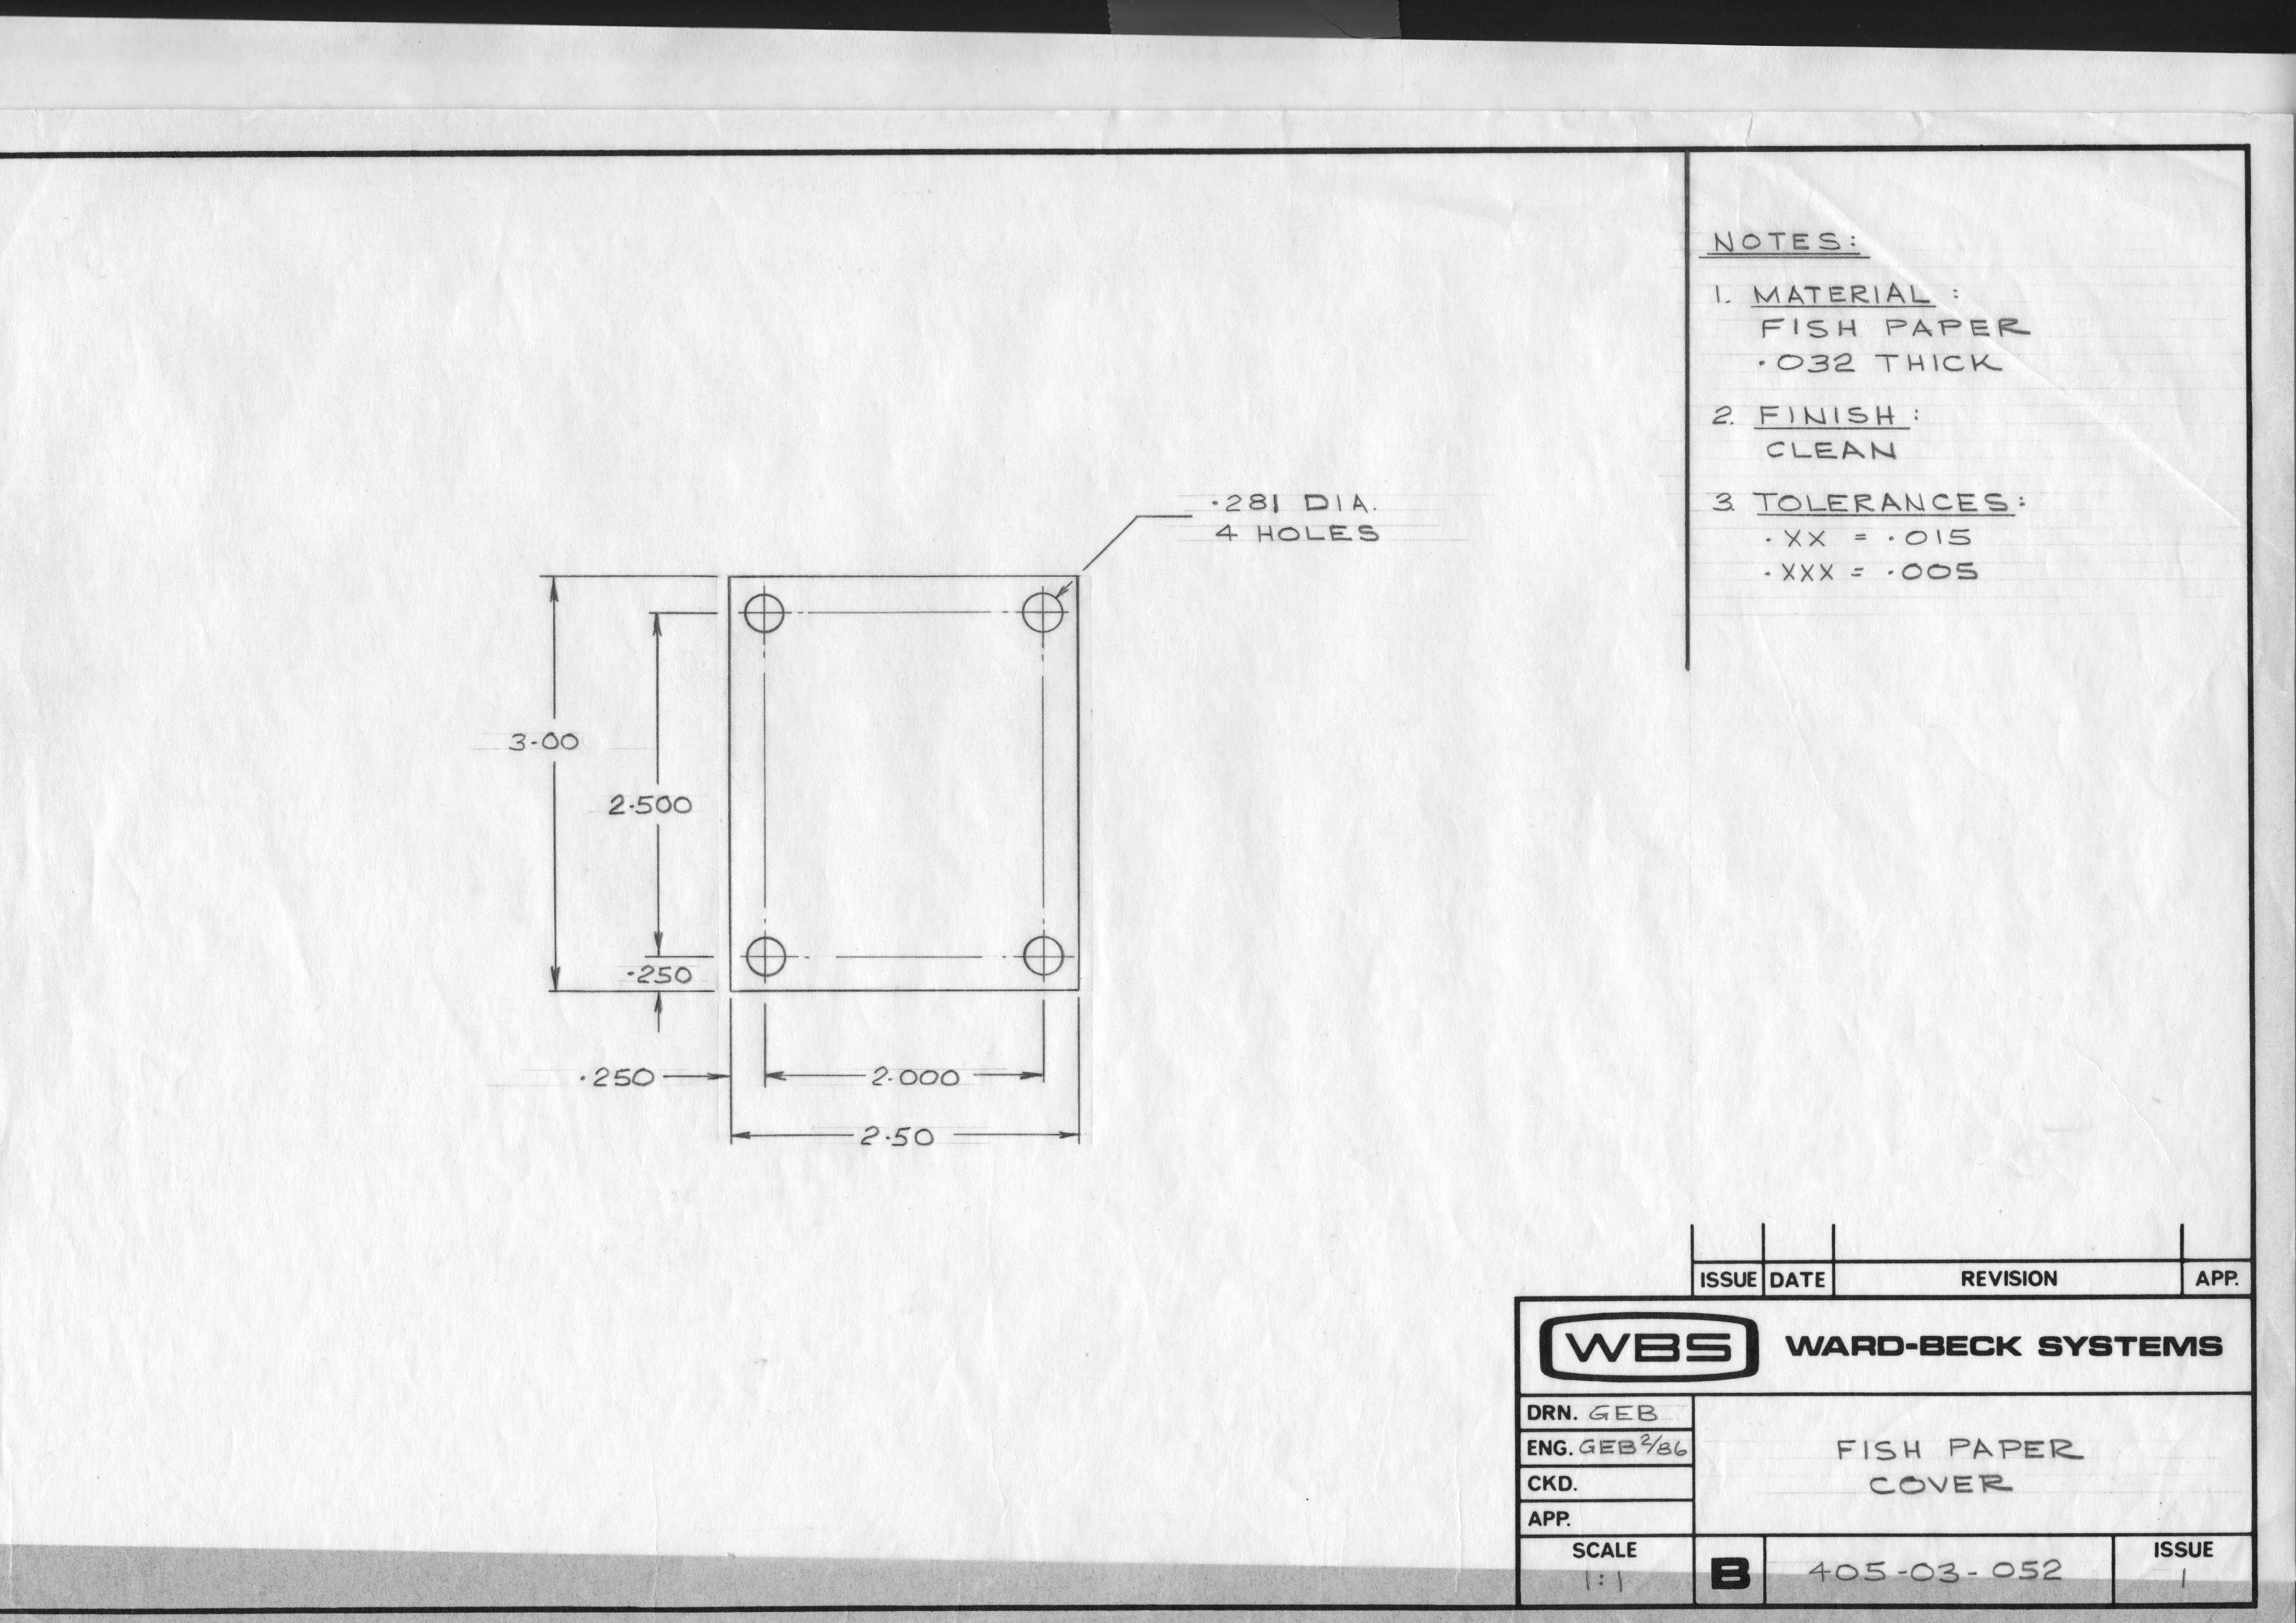 NOTES:
1. MATERIAL :
FISH PAPER
.032 THICK
2. FINISH :
CLEAN
3. TOLERANCES:
.XX = .015
.XXX = .005
.281 DIA.
4 HOLES
3.00
2.500
.250
.250
2.000
2.50
ISSUE DATE REVISION APP.
WBS WARD-BECK SYSTEMS
DRN. GEB
ENG. GEB 2/86
CKD.
APP.
FISH PAPER
COVER
SCALE
1:1
B
405-03-052
ISSUE
1